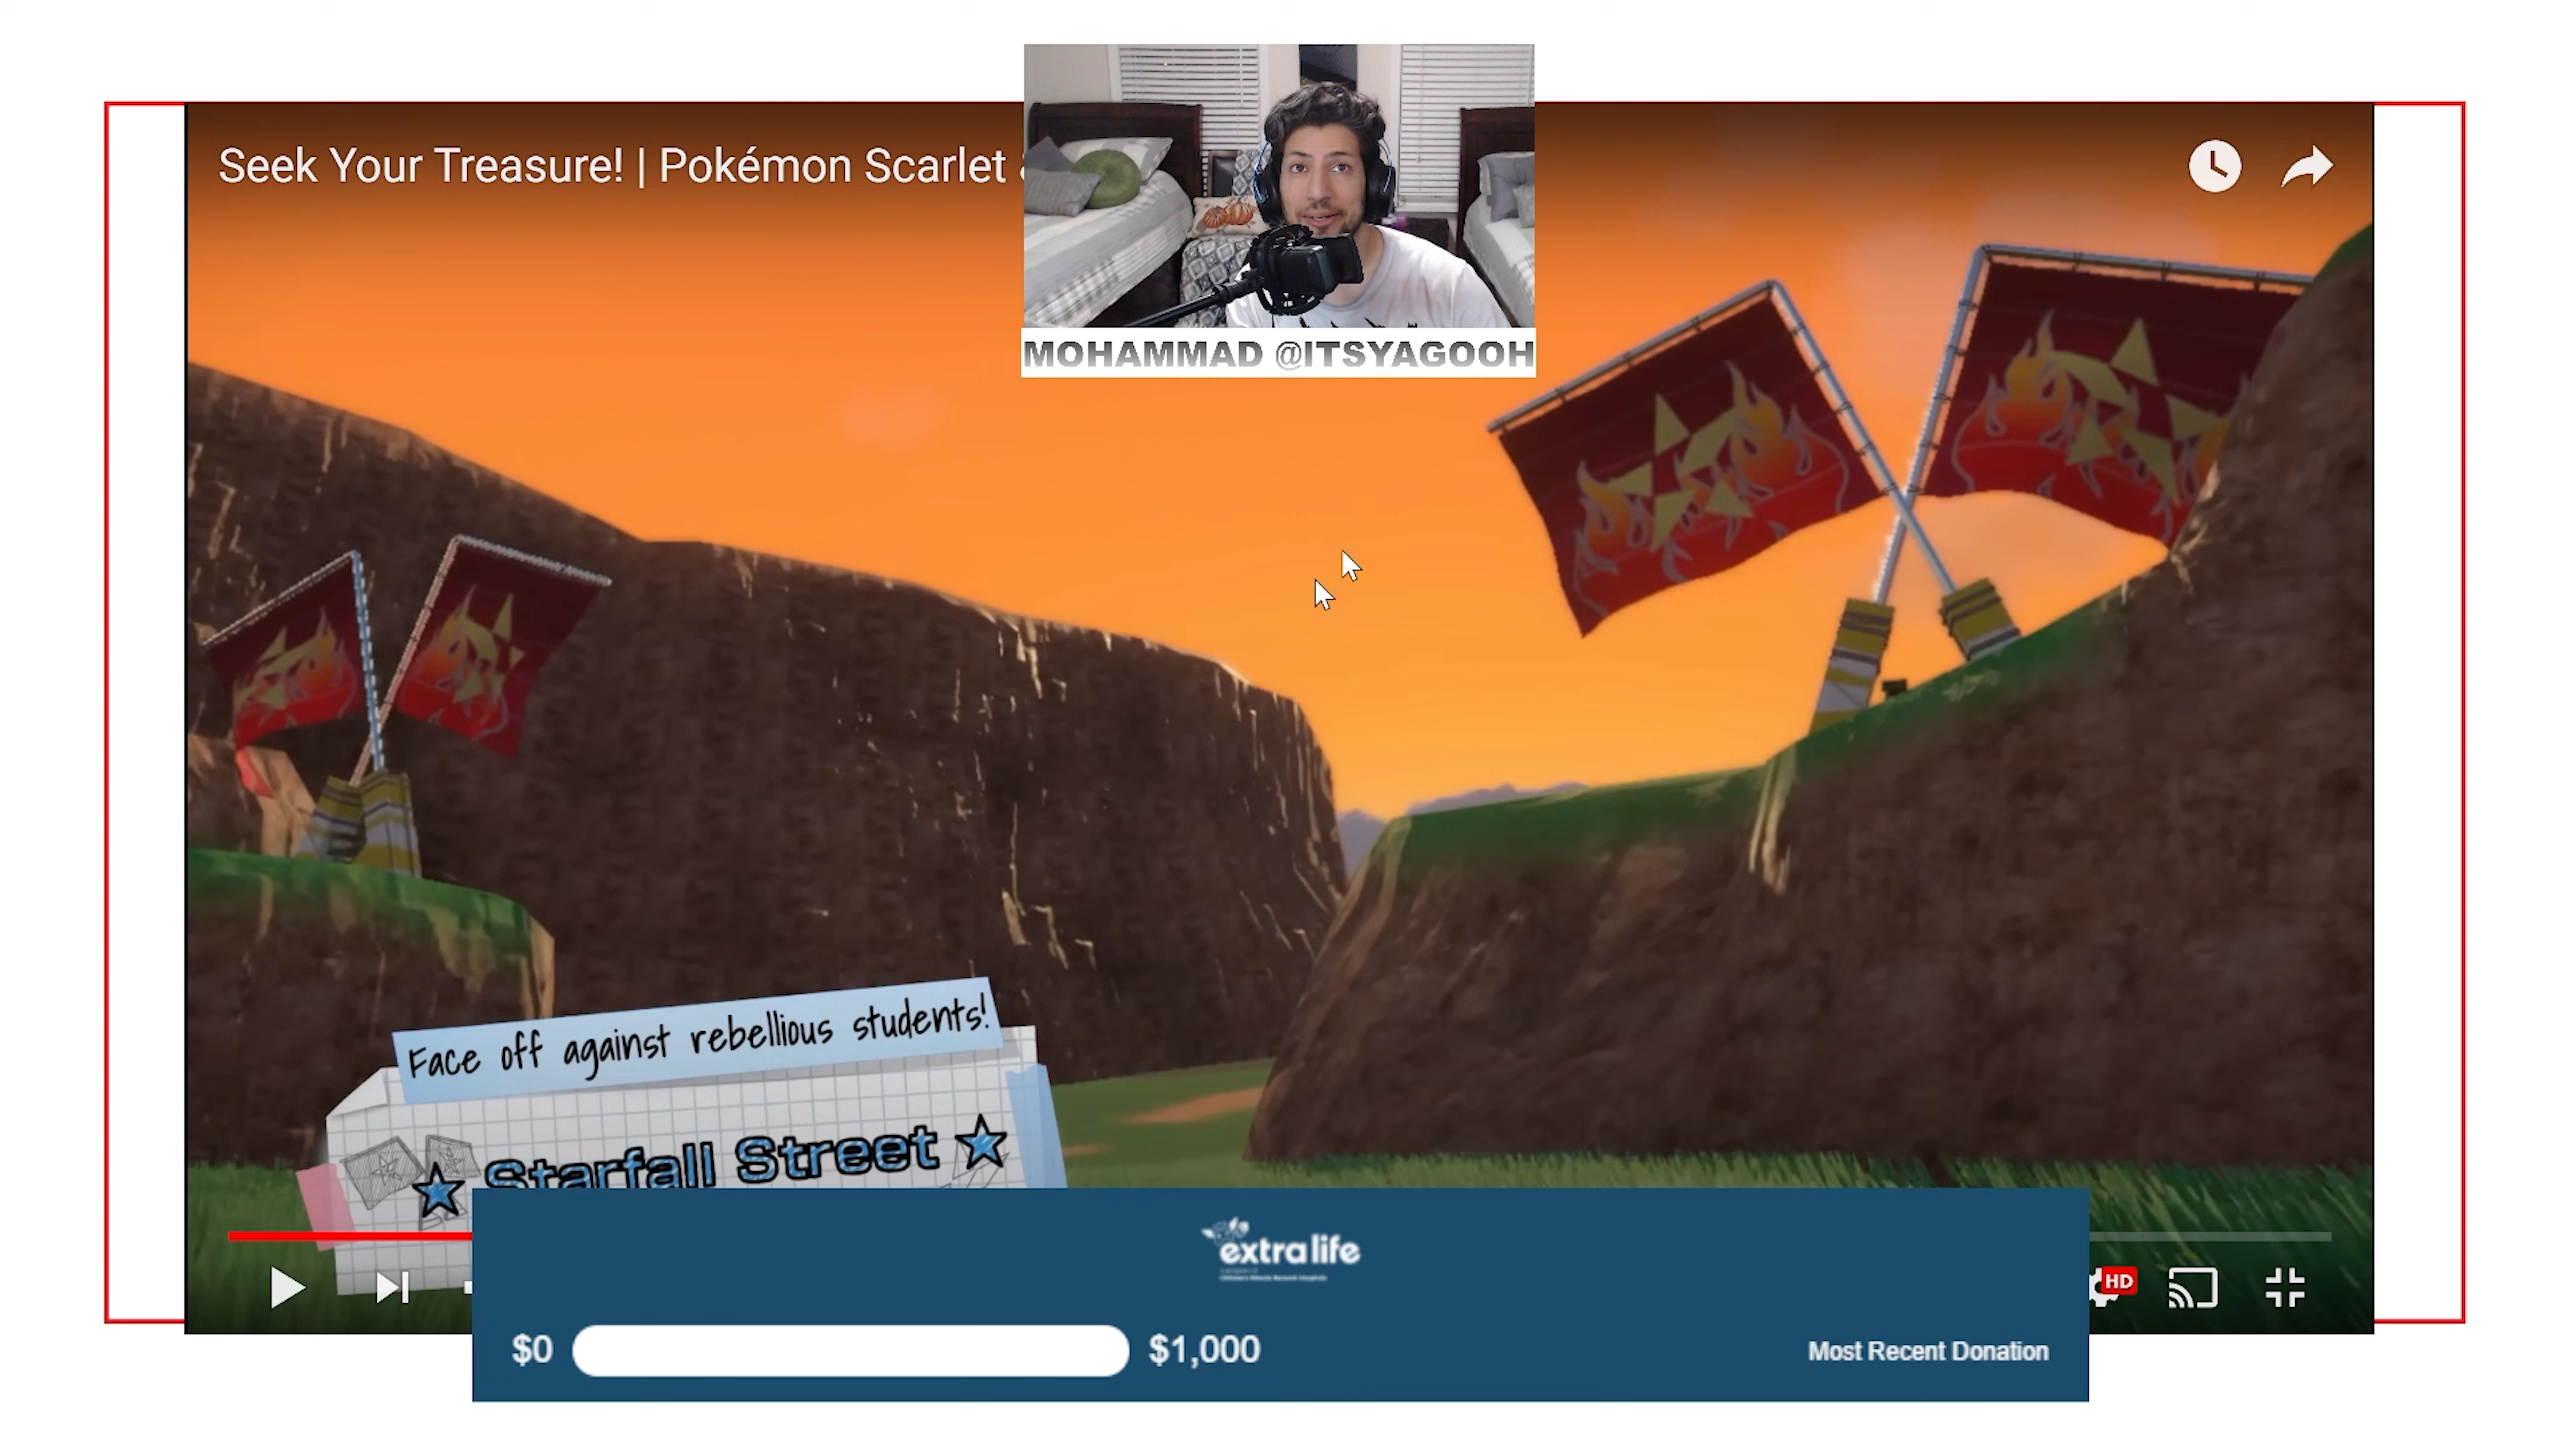 Seek Your Treasure! | Pokémon Scarlet
MOHAMMAD @ITSYAGOOH
Face off against rebellious students!
Starfall Street
HD
extra life
$0
$1,000
Most Recent Donation